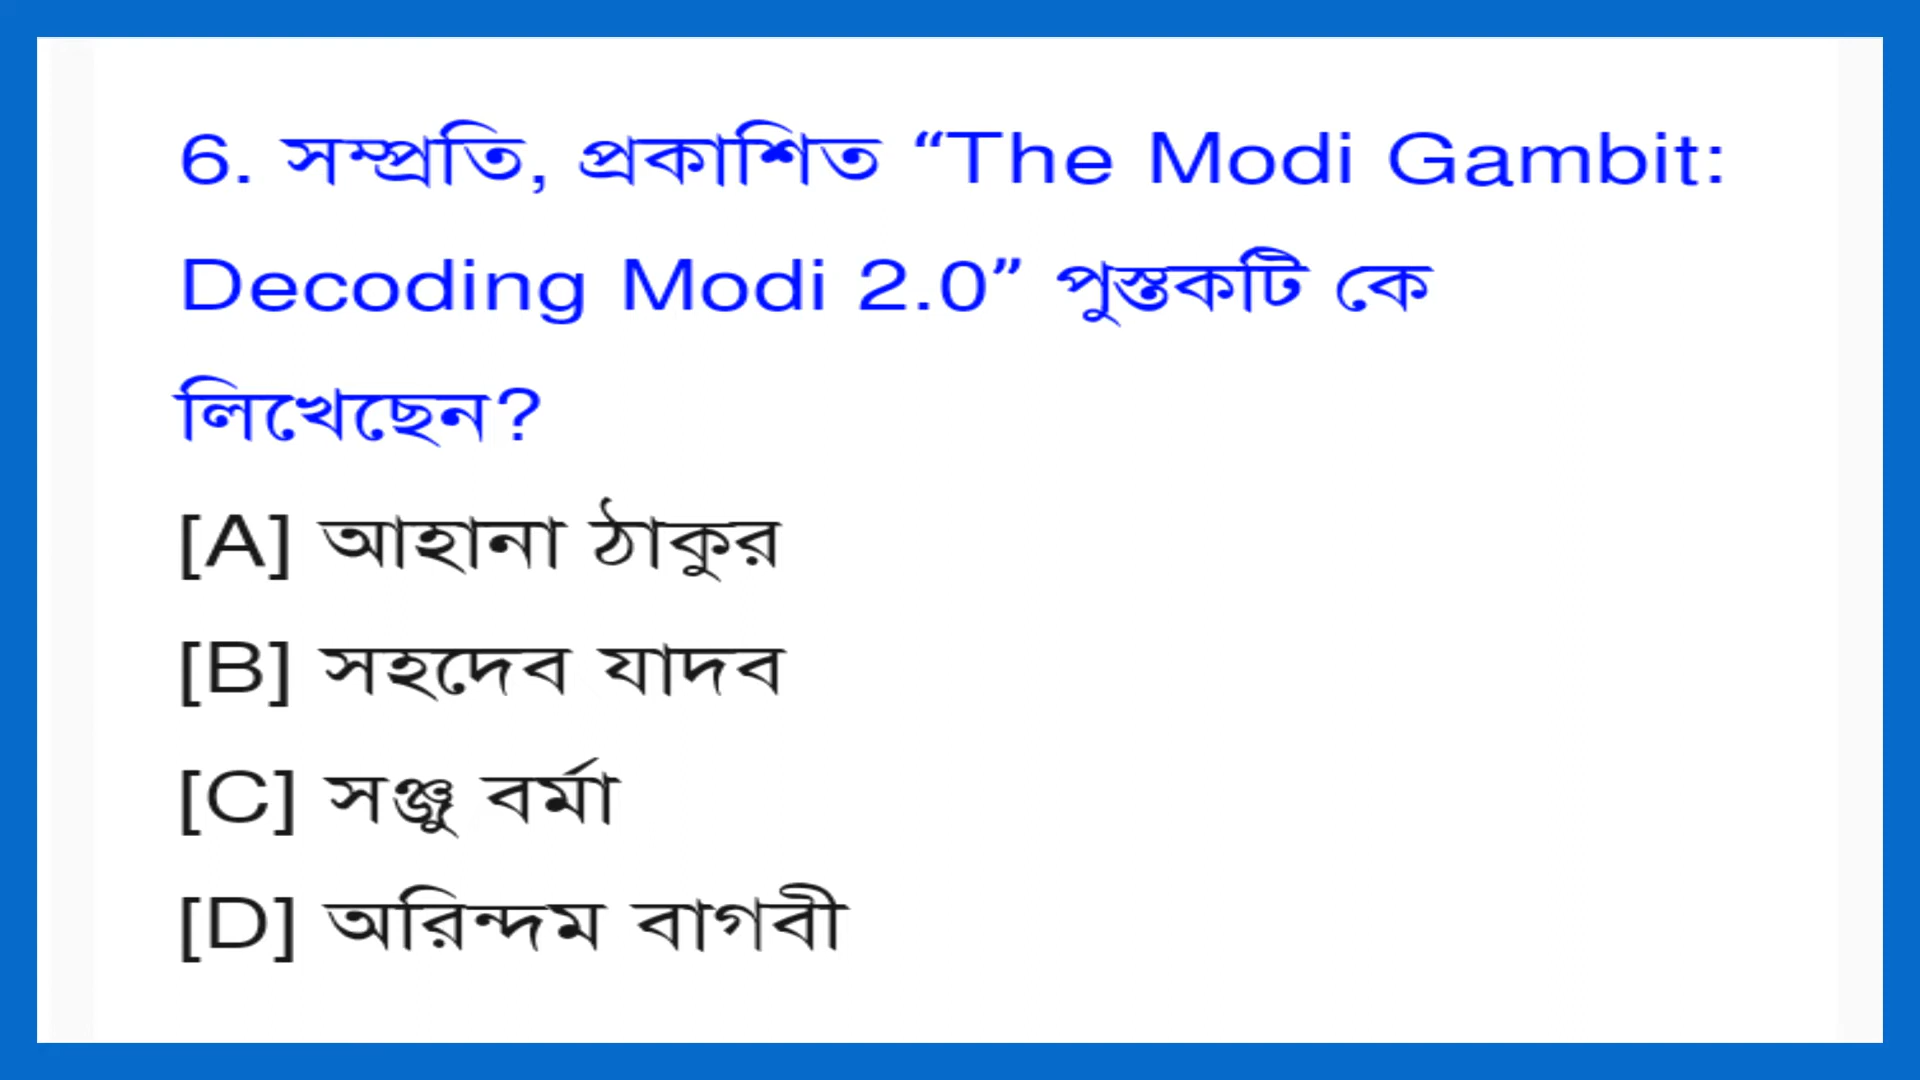 6. সম্প্রতি, প্রকাশিত “The Modi Gambit:
Decoding Modi 2.0” পুস্তকটি কে
লিখেছেন?
[A] আহানা ঠাকুর
[B] সহদেব যাদব
[C] সঞ্জু বর্মা
[D] অরিন্দম বাগবী